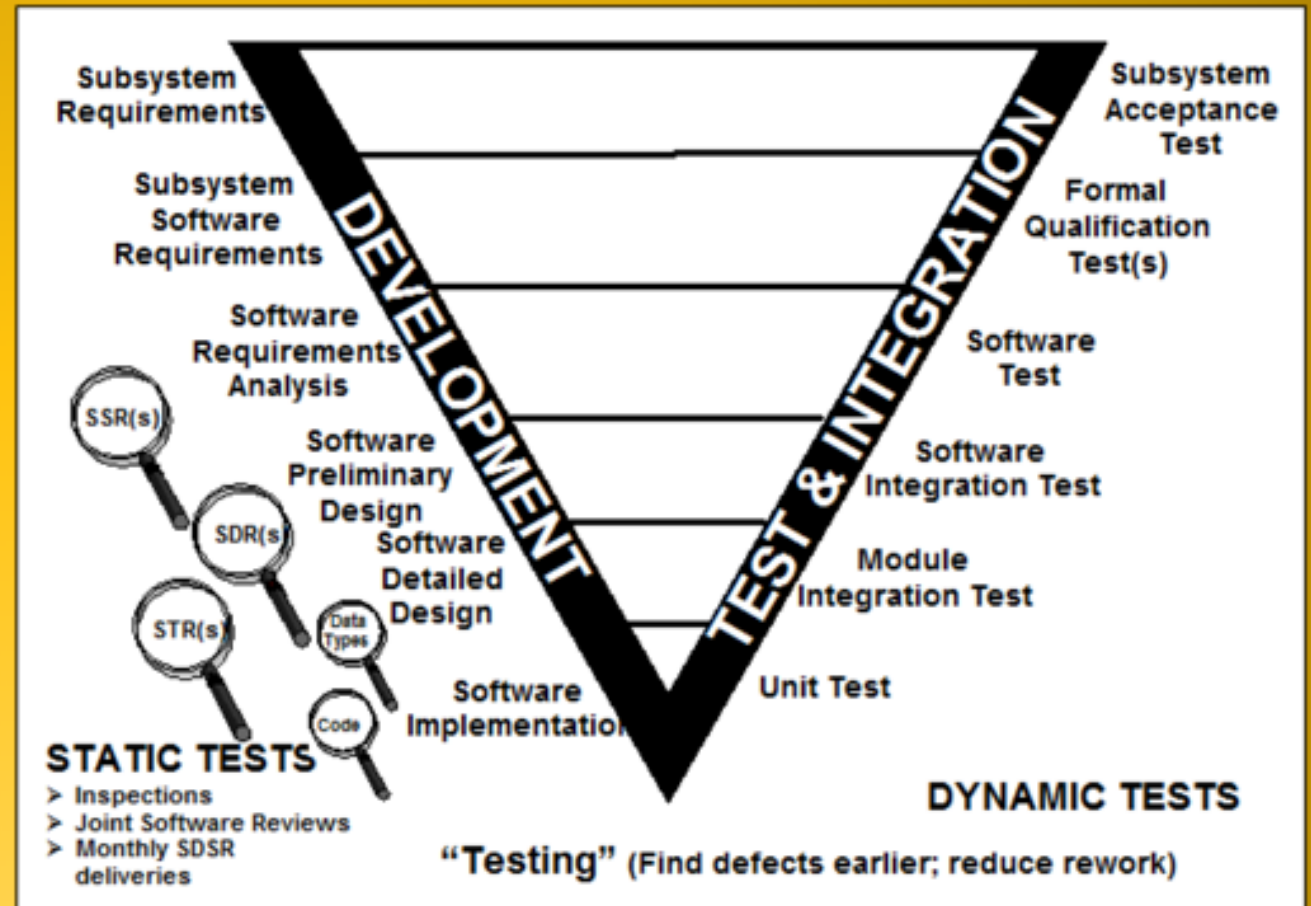 Subsystem
Requirements
Subsystem
Software
Requirements
Software
Requirements
Analysis
Software
Preliminary
Design
Software
Detailed
Design
Software
Implementation
DEVELOPMENT
TEST & INTEGRATION
Subsystem
Acceptance
Test
Formal
Qualification
Test(s)
Software
Test
Software
Integration Test
Module
Integration Test
Unit Test
SSR(s)
SDR(s)
STR(s)
Data
Types
Code
STATIC TESTS
➢ Inspections
➢ Joint Software Reviews
➢ Monthly SDSR
deliveries
DYNAMIC TESTS
“Testing” (Find defects earlier; reduce rework)